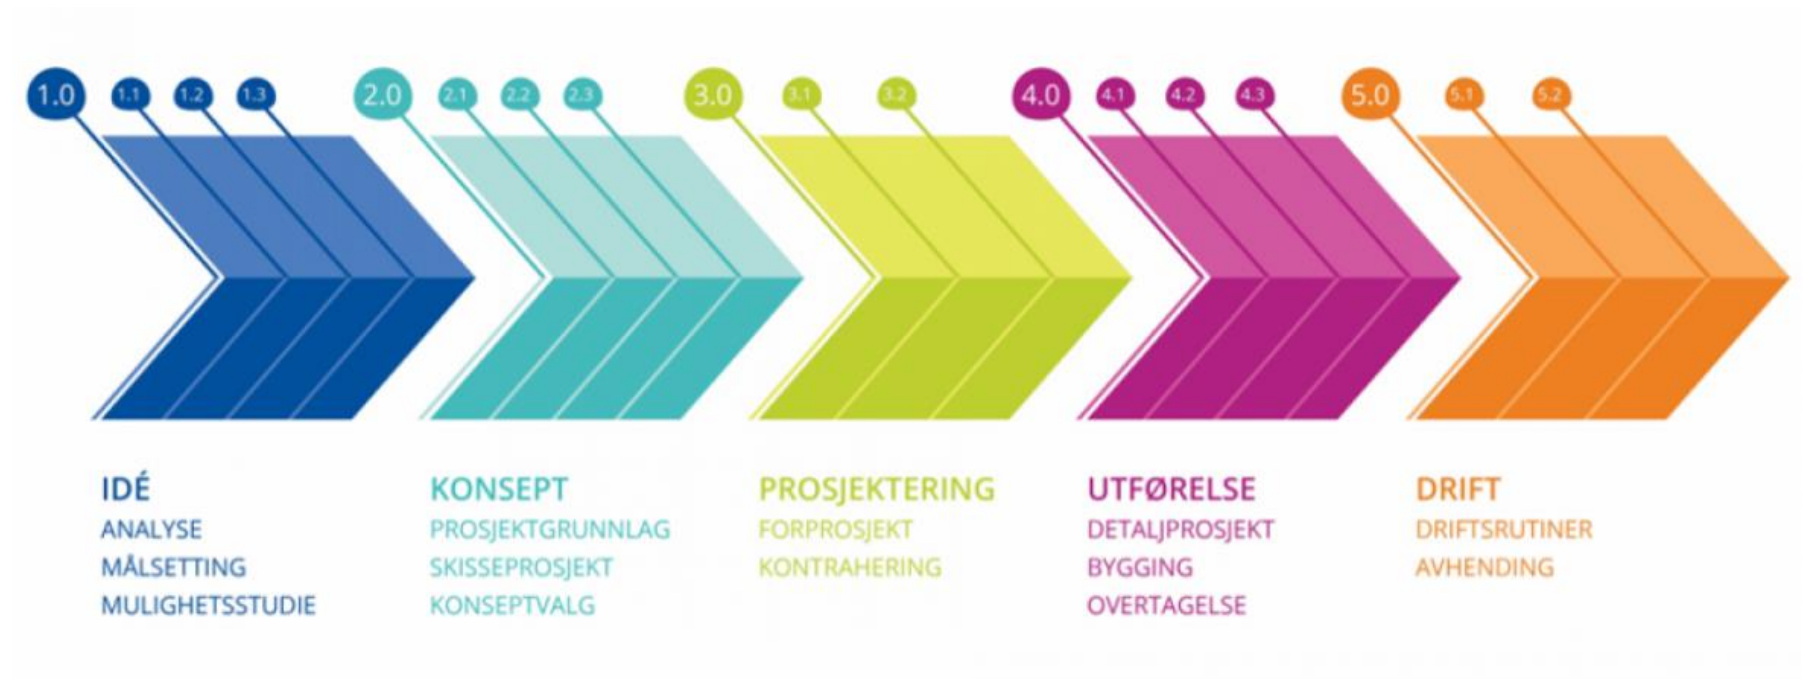 1.0 1.1 1.2 1.3 2.0 2.1 2.2 2.3 3.0 3.1 3.2 4.0 4.1 4.2 4.3 5.0 5.1 5.2
IDÉ
ANALYSE
MÅLSETTING
MULIGHETSSTUDIE
KONSEPT
PROSJEKTGRUNNLAG
SKISSEPROSJEKT
KONSEPTVALG
PROSJEKTERING
FORPROSJEKT
KONTRAHERING
UTFØRELSE
DETALJPROSJEKT
BYGGING
OVERTAGELSE
DRIFT
DRIFTSRUTINER
AVHENDING